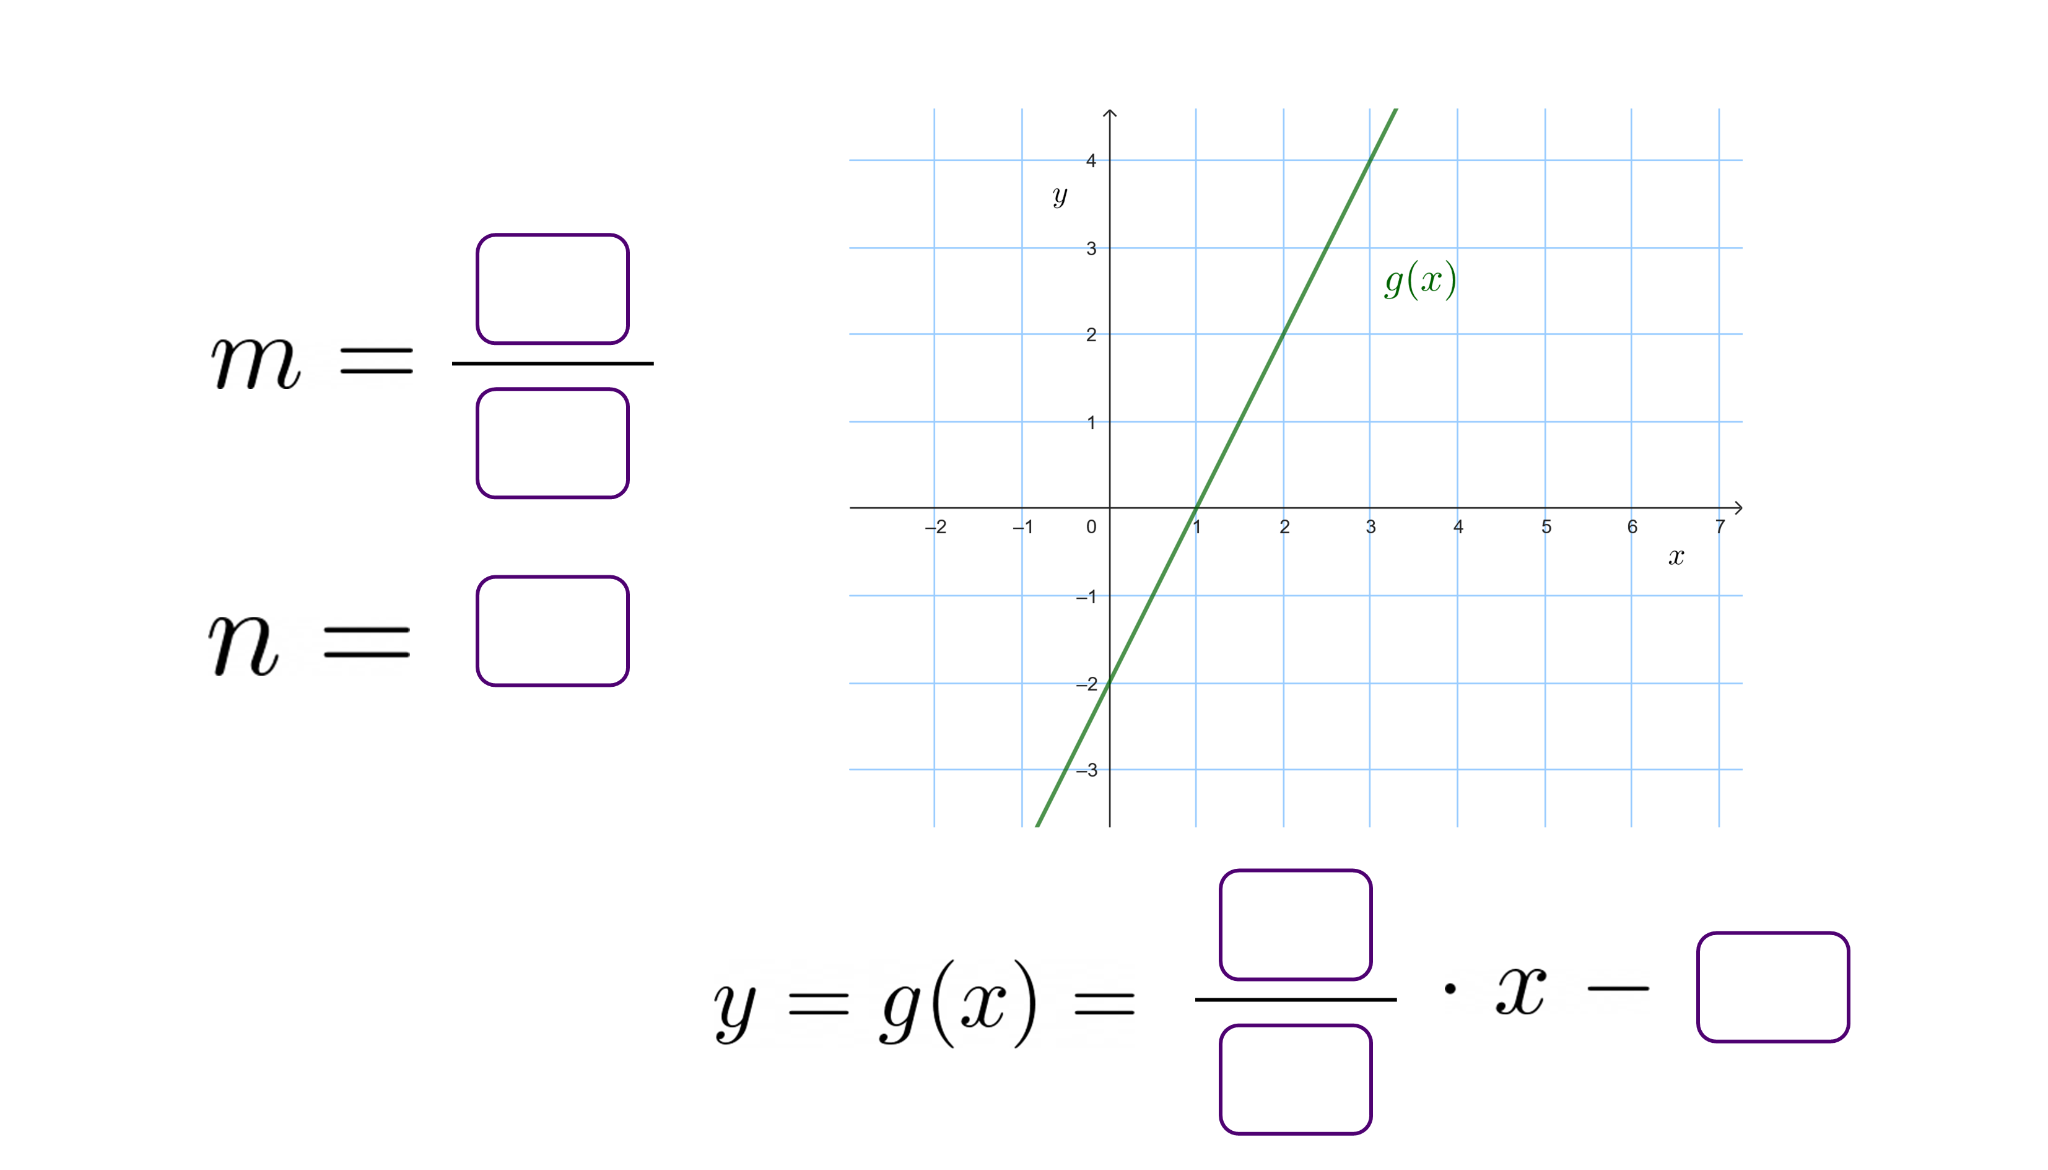 m =
n =
4
y
3
g(x)
2
1
–2 –1 0 1 2 3 4 5 6 7
x
–1
–2
–3
y = g(x) = · x −